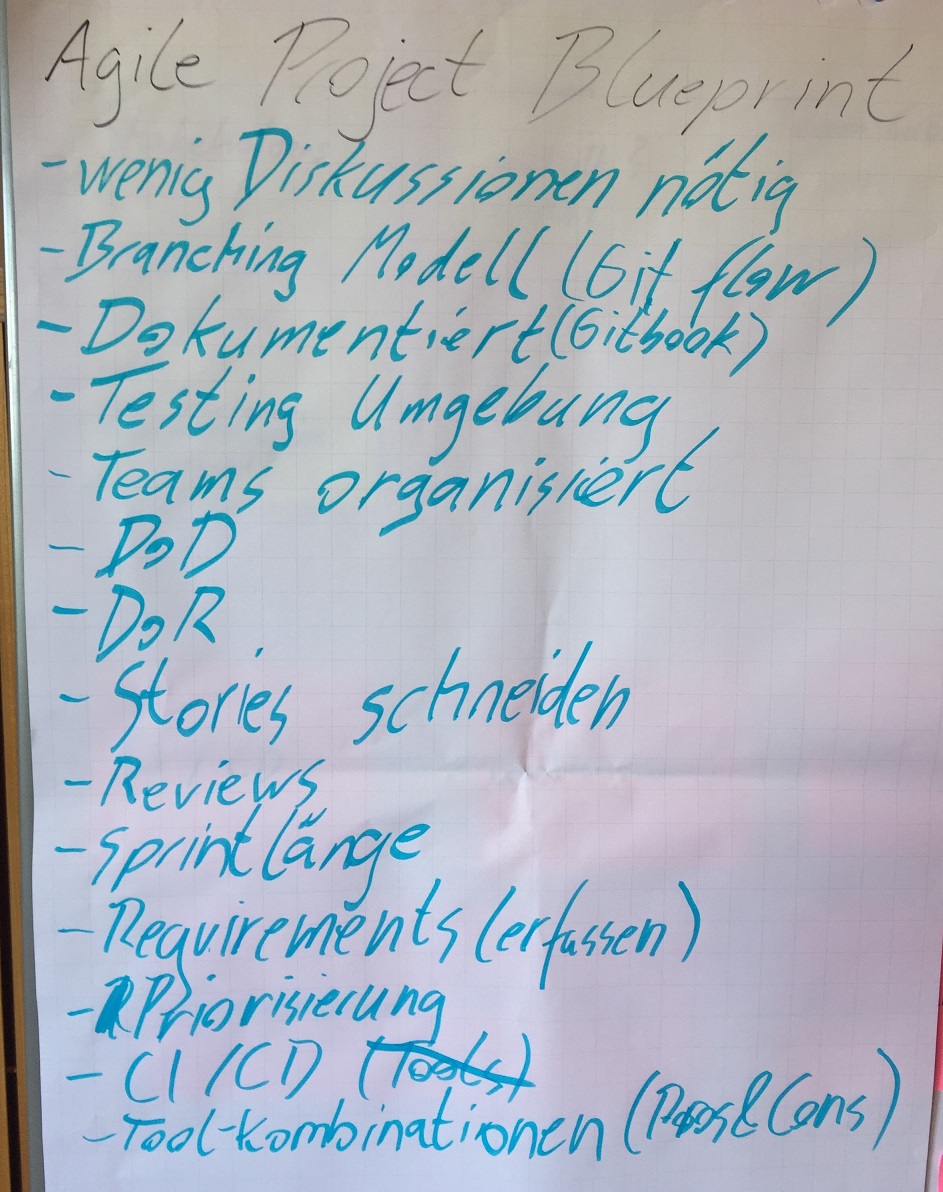 Agile Project Blueprint
- wenig Diskussionen nötig
- Branching Modell (Git flow)
- Dokumentiert (Gitbook)
- Testing Umgebung
- Teams organisiert
- DoD
- DoR
- Stories schneiden
- Reviews
- Sprintlänge
- Requirements (erfassen)
- Priorisierung
- CI/CD (Tools)
- Tool-kombinationen (Pros & Cons)